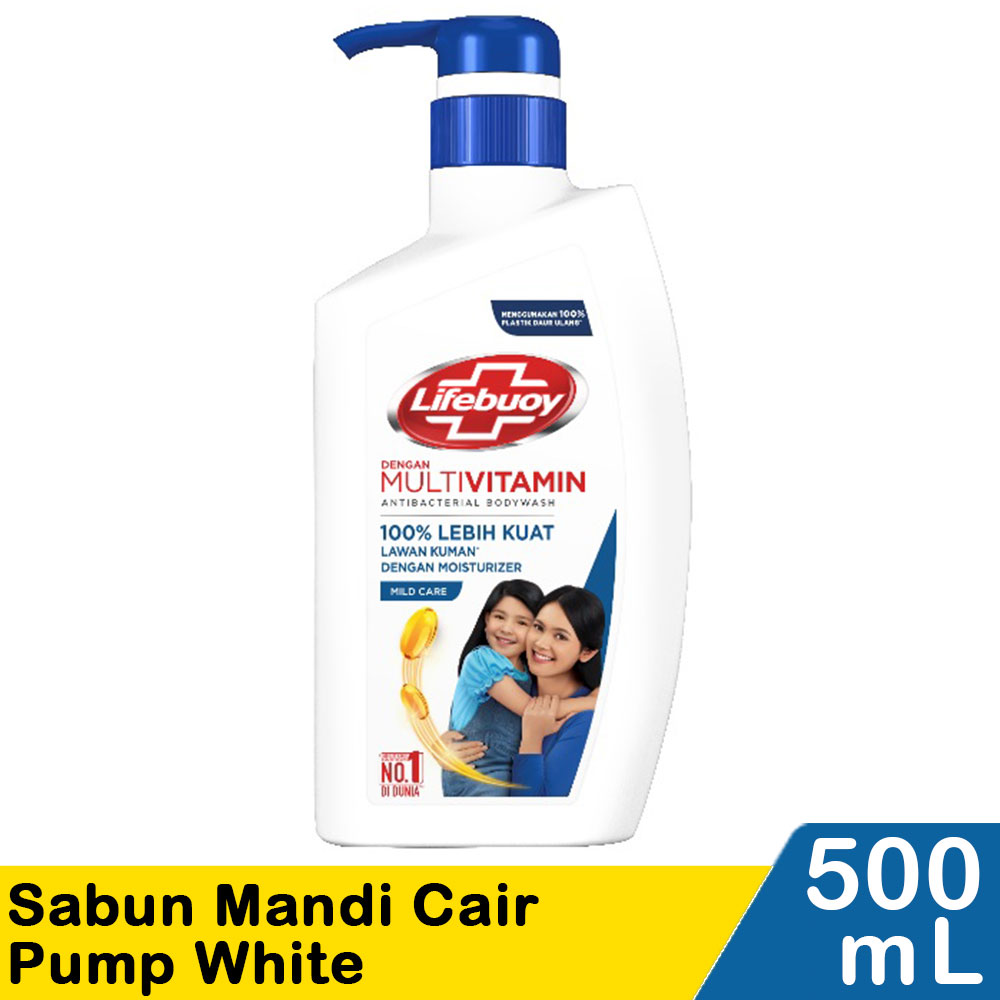 MENGGUNAKAN 100%
PLASTIK DAUR ULANG*
Lifebuoy
DENGAN
MULTIVITAMIN
ANTIBACTERIAL BODYWASH
100% LEBIH KUAT
LAWAN KUMAN*
DENGAN MOISTURIZER
MILD CARE
NO.1
DI DUNIA
Sabun Mandi Cair
Pump White
500
mL